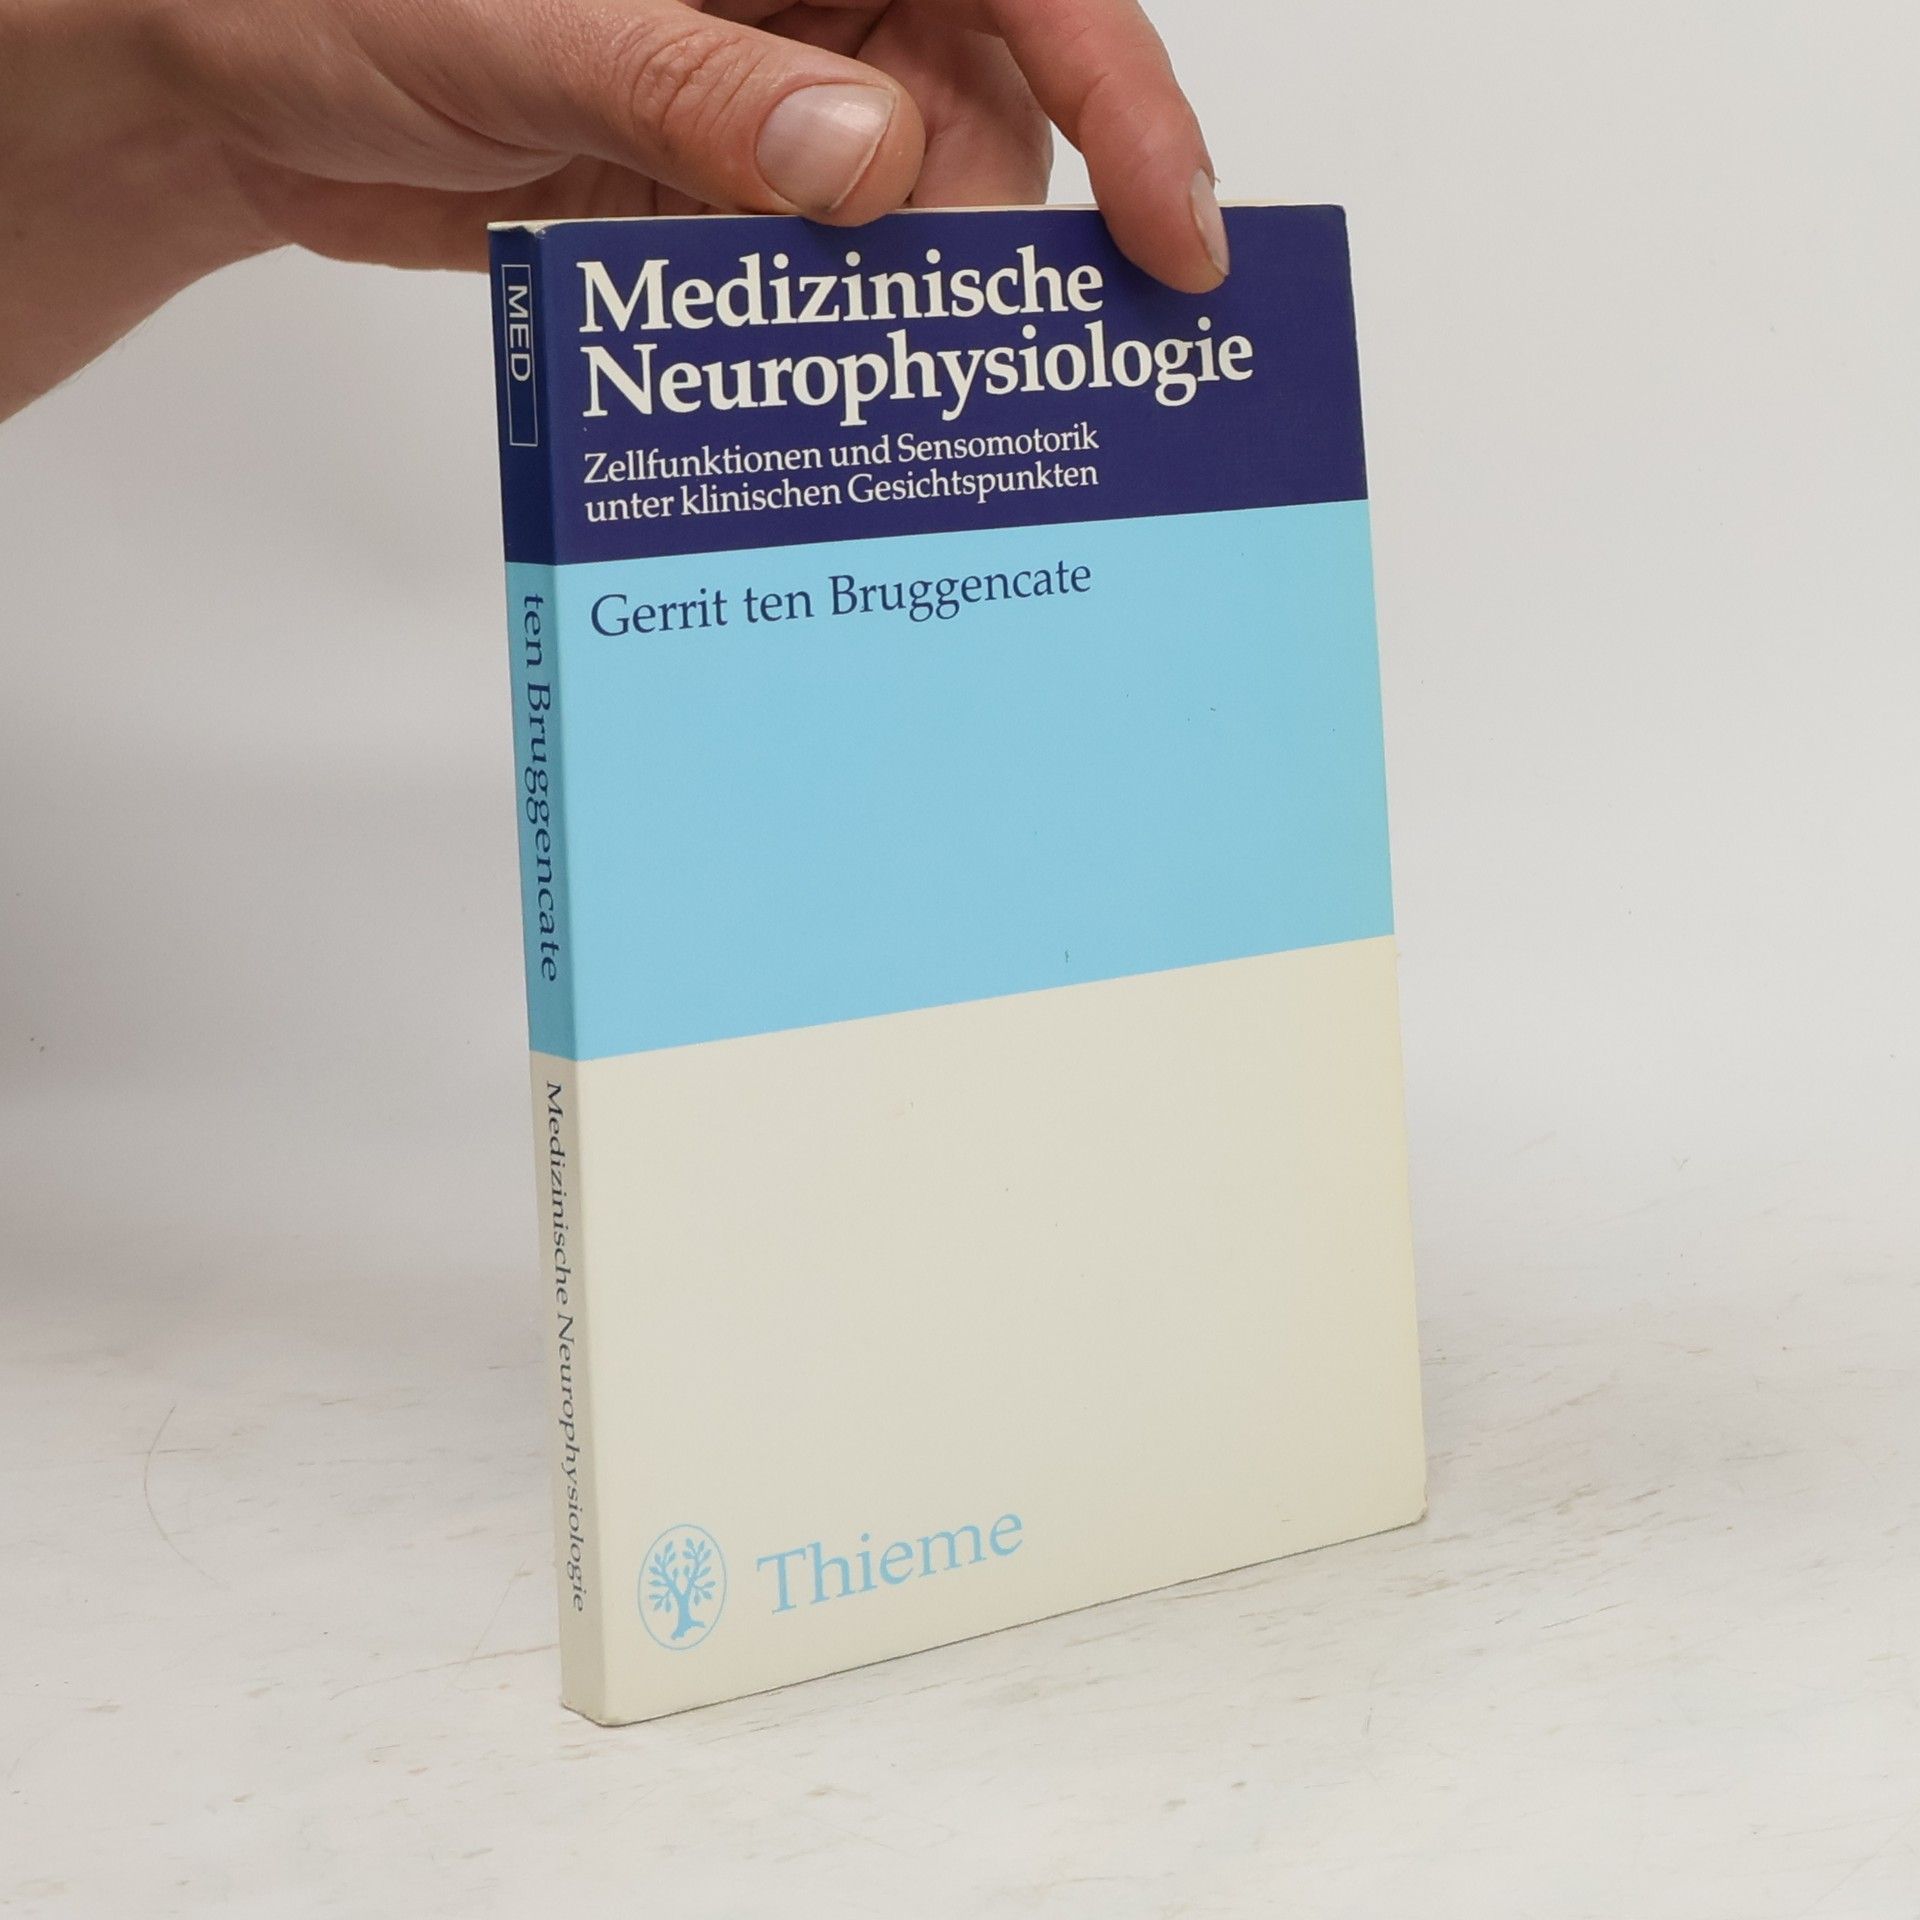 Medizinische
Neurophysiologie
Zellfunktionen und Sensomotorik
unter klinischen Gesichtspunkten
Gerrit ten Bruggencate
Thieme
MED
ten Bruggencate
Medizinische Neurophysiologie